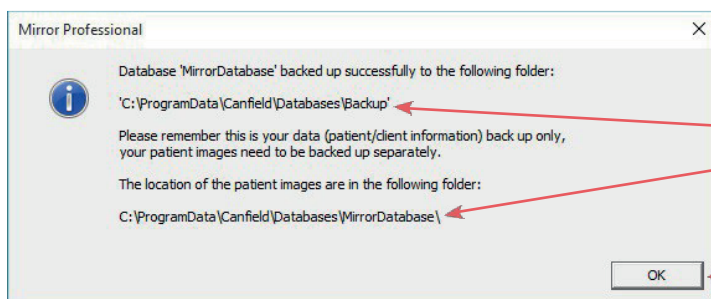 Mirror Professional
Database 'MirrorDatabase' backed up successfully to the following folder:
'C:\ProgramData\Canfield\Databases\Backup'
Please remember this is your data (patient/client information) back up only,
your patient images need to be backed up separately.
The location of the patient images are in the following folder:
C:\ProgramData\Canfield\Databases\MirrorDatabase\
OK